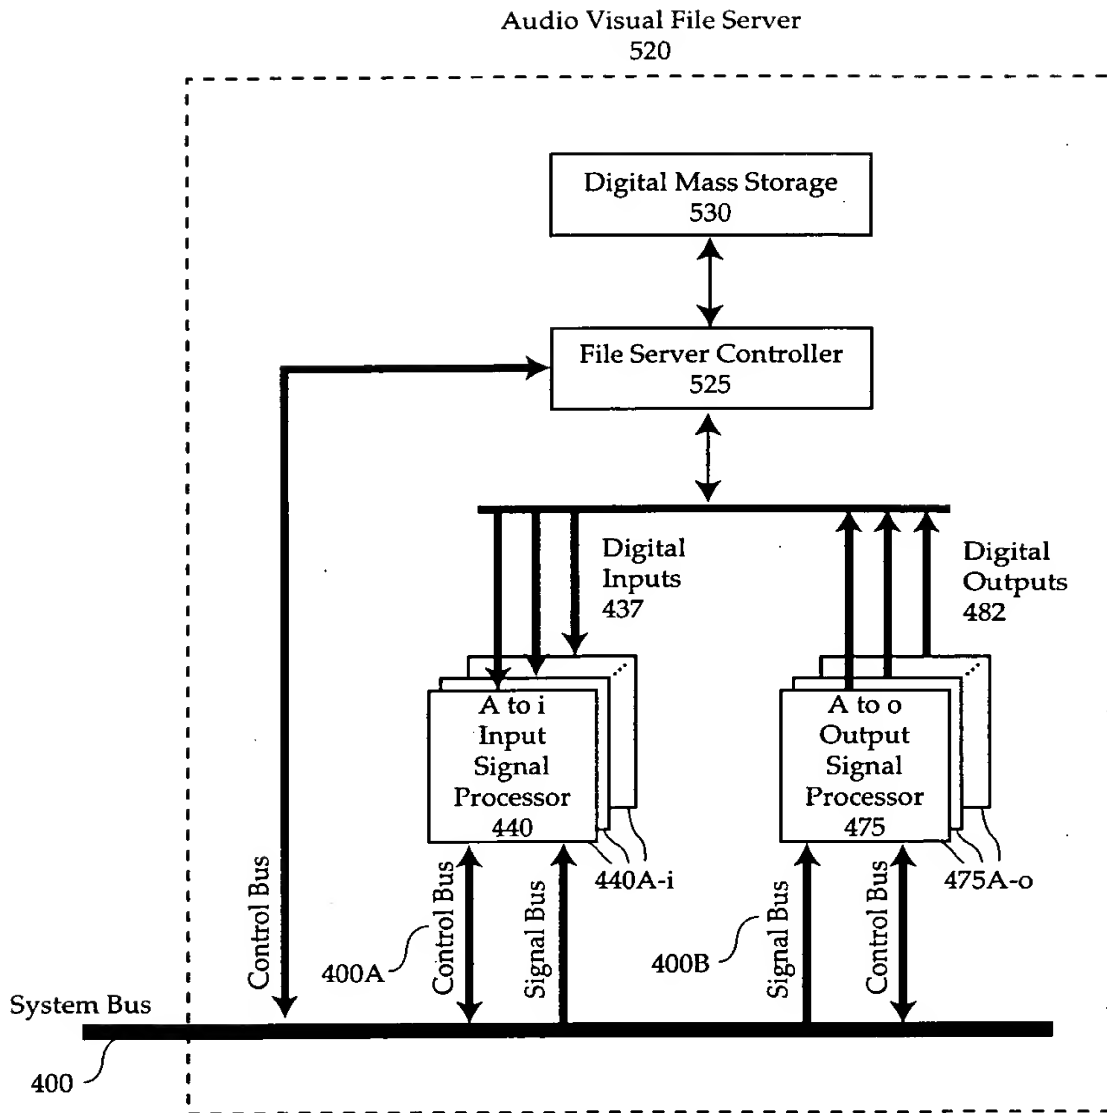 Audio Visual File Server
520
Digital Mass Storage
530
File Server Controller
525
Digital
Inputs
437
Digital
Outputs
482
A to i
Input
Signal
Processor
440
A to o
Output
Signal
Processor
475
440A-i
475A-o
Control Bus
400A
Control Bus
Signal Bus
400B
Signal Bus
Control Bus
System Bus
400